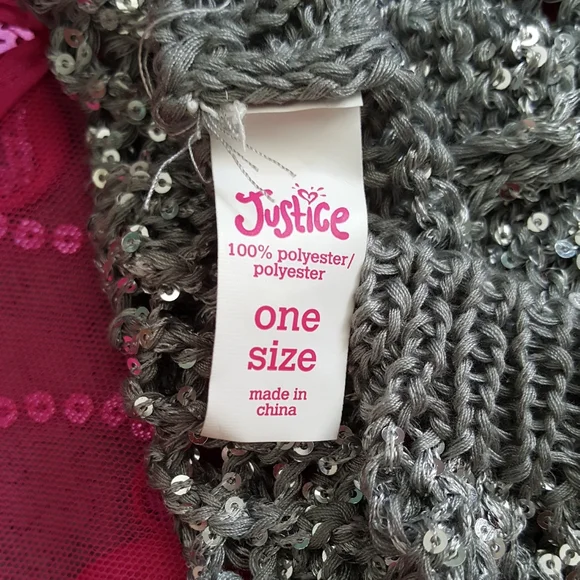 Justice
100% polyester/
polyester
one
size
made in
china